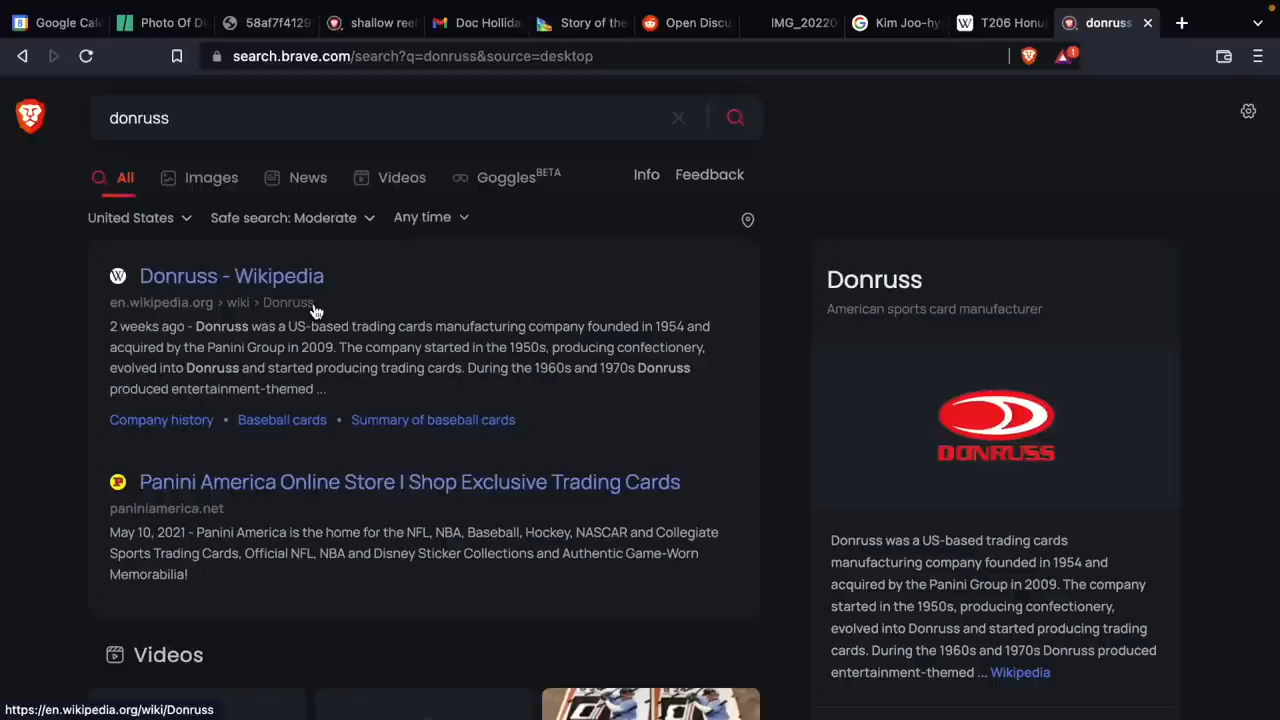 Google Cale
Photo Of Di
58af7f4129
shallow reel
Doc Hollida
Story of the
Open Discu
IMG_20220
Kim Joo-hy
T206 Honu
donruss
search.brave.com/search?q=donruss&source=desktop
1
donruss
All
Images
News
Videos
Goggles BETA
Info
Feedback
United States
Safe search: Moderate
Any time
Donruss - Wikipedia
en.wikipedia.org › wiki › Donruss
2 weeks ago - Donruss was a US-based trading cards manufacturing company founded in 1954 and
acquired by the Panini Group in 2009. The company started in the 1950s, producing confectionery,
evolved into Donruss and started producing trading cards. During the 1960s and 1970s Donruss
produced entertainment-themed ...
Company history • Baseball cards • Summary of baseball cards
Panini America Online Store | Shop Exclusive Trading Cards
paniniamerica.net
May 10, 2021 - Panini America is the home for the NFL, NBA, Baseball, Hockey, NASCAR and Collegiate
Sports Trading Cards, Official NFL, NBA and Disney Sticker Collections and Authentic Game-Worn
Memorabilia!
Videos
Donruss
American sports card manufacturer
DONRUSS
Donruss was a US-based trading cards
manufacturing company founded in 1954 and
acquired by the Panini Group in 2009. The company
started in the 1950s, producing confectionery,
evolved into Donruss and started producing trading
cards. During the 1960s and 1970s Donruss produced
entertainment-themed ... Wikipedia
https://en.wikipedia.org/wiki/Donruss